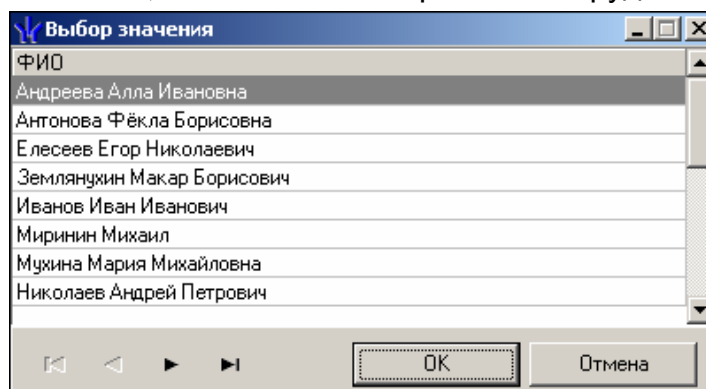 Выбор значения
ФИО
Андреева Алла Ивановна
Антонова Фёкла Борисовна
Елесеев Егор Николаевич
Землянухин Макар Борисович
Иванов Иван Иванович
Миринин Михаил
Мухина Мария Михайловна
Николаев Андрей Петрович
OK
Отмена